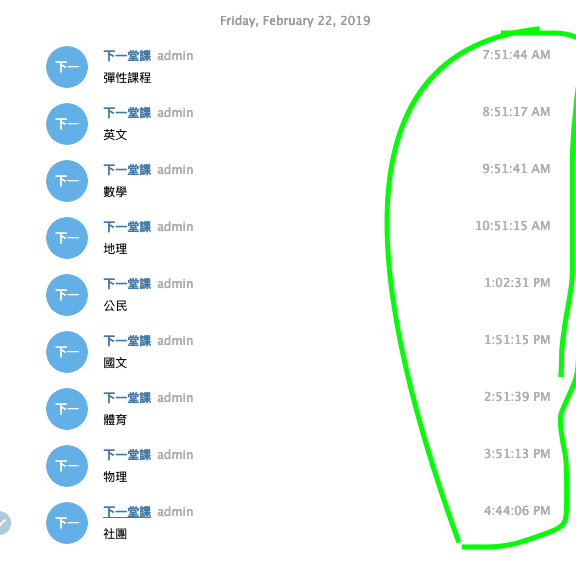 Friday, February 22, 2019
下一 下一堂課 admin 7:51:44 AM
彈性課程
下一 下一堂課 admin 8:51:17 AM
英文
下一 下一堂課 admin 9:51:41 AM
數學
下一 下一堂課 admin 10:51:15 AM
地理
下一 下一堂課 admin 1:02:31 PM
公民
下一 下一堂課 admin 1:51:15 PM
國文
下一 下一堂課 admin 2:51:39 PM
體育
下一 下一堂課 admin 3:51:13 PM
物理
下一 下一堂課 admin 4:44:06 PM
社團